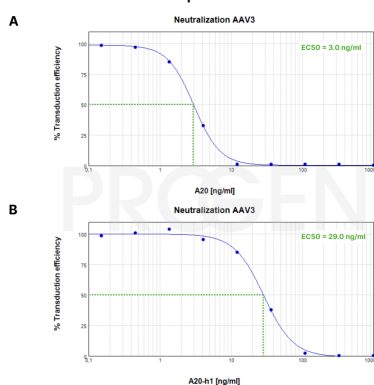 A
Neutralization AAV3
EC50 = 3.0 ng/ml
% Transduction efficiency
100
75
50
25
0
0.1 1 10 100 1000
A20 [ng/ml]
PROGEN
B
Neutralization AAV3
EC50 = 29.0 ng/ml
% Transduction efficiency
100
75
50
25
0
0.1 1 10 100 1000
A20-h1 [ng/ml]